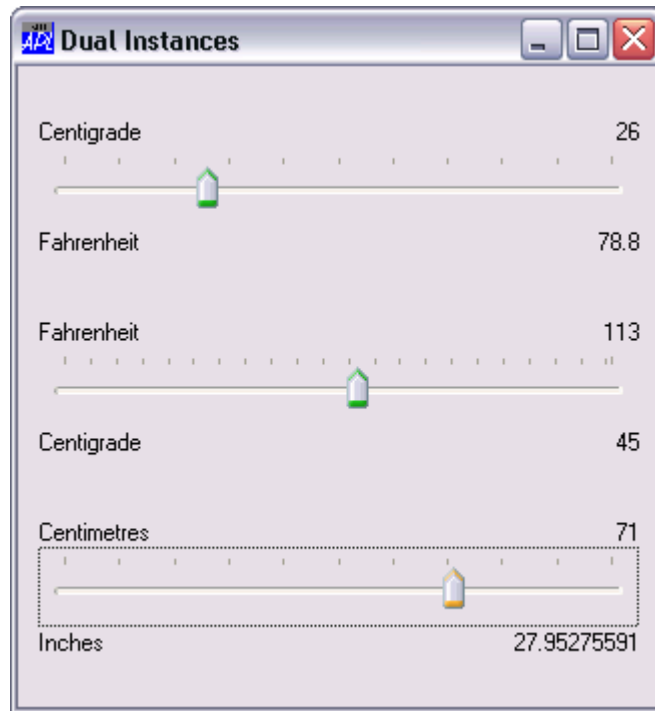 Dual Instances
Centigrade 26
Fahrenheit 78.8
Fahrenheit 113
Centigrade 45
Centimetres 71
Inches 27.95275591